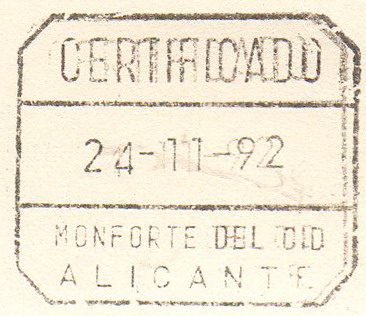 CERTIFICADO
24-11-92
MONFORTE DEL CID
ALICANTE